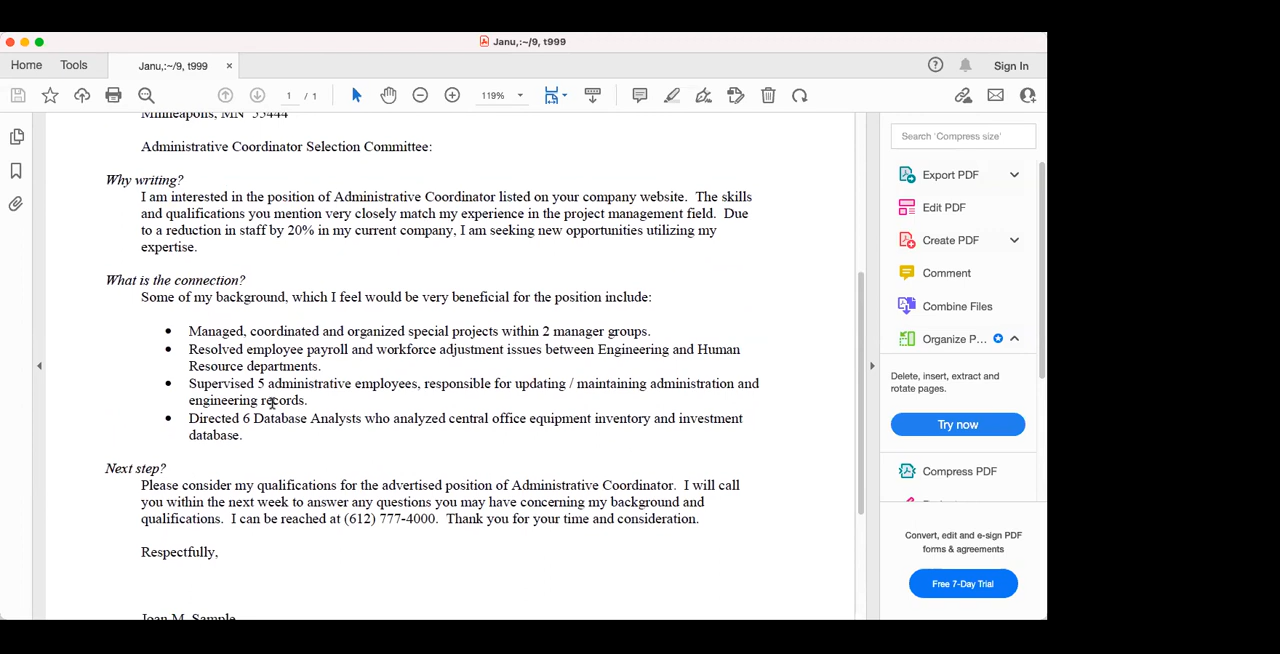 Janu,:~/9, t999
Home Tools Janu,:~/9, t999 × Sign In
1 / 1 119%
Minneapolis, MN 55444
Administrative Coordinator Selection Committee:
Why writing?
I am interested in the position of Administrative Coordinator listed on your company website. The skills
and qualifications you mention very closely match my experience in the project management field. Due
to a reduction in staff by 20% in my current company, I am seeking new opportunities utilizing my
expertise.
What is the connection?
Some of my background, which I feel would be very beneficial for the position include:
• Managed, coordinated and organized special projects within 2 manager groups.
• Resolved employee payroll and workforce adjustment issues between Engineering and Human
Resource departments.
• Supervised 5 administrative employees, responsible for updating / maintaining administration and
engineering records.
• Directed 6 Database Analysts who analyzed central office equipment inventory and investment
database.
Next step?
Please consider my qualifications for the advertised position of Administrative Coordinator. I will call
you within the next week to answer any questions you may have concerning my background and
qualifications. I can be reached at (612) 777-4000. Thank you for your time and consideration.
Respectfully,
Joan M. Sample
Search 'Compress size'
Export PDF
Edit PDF
Create PDF
Comment
Combine Files
Organize P...
Delete, insert, extract and
rotate pages.
Try now
Compress PDF
Convert, edit and e-sign PDF
forms & agreements
Free 7-Day Trial